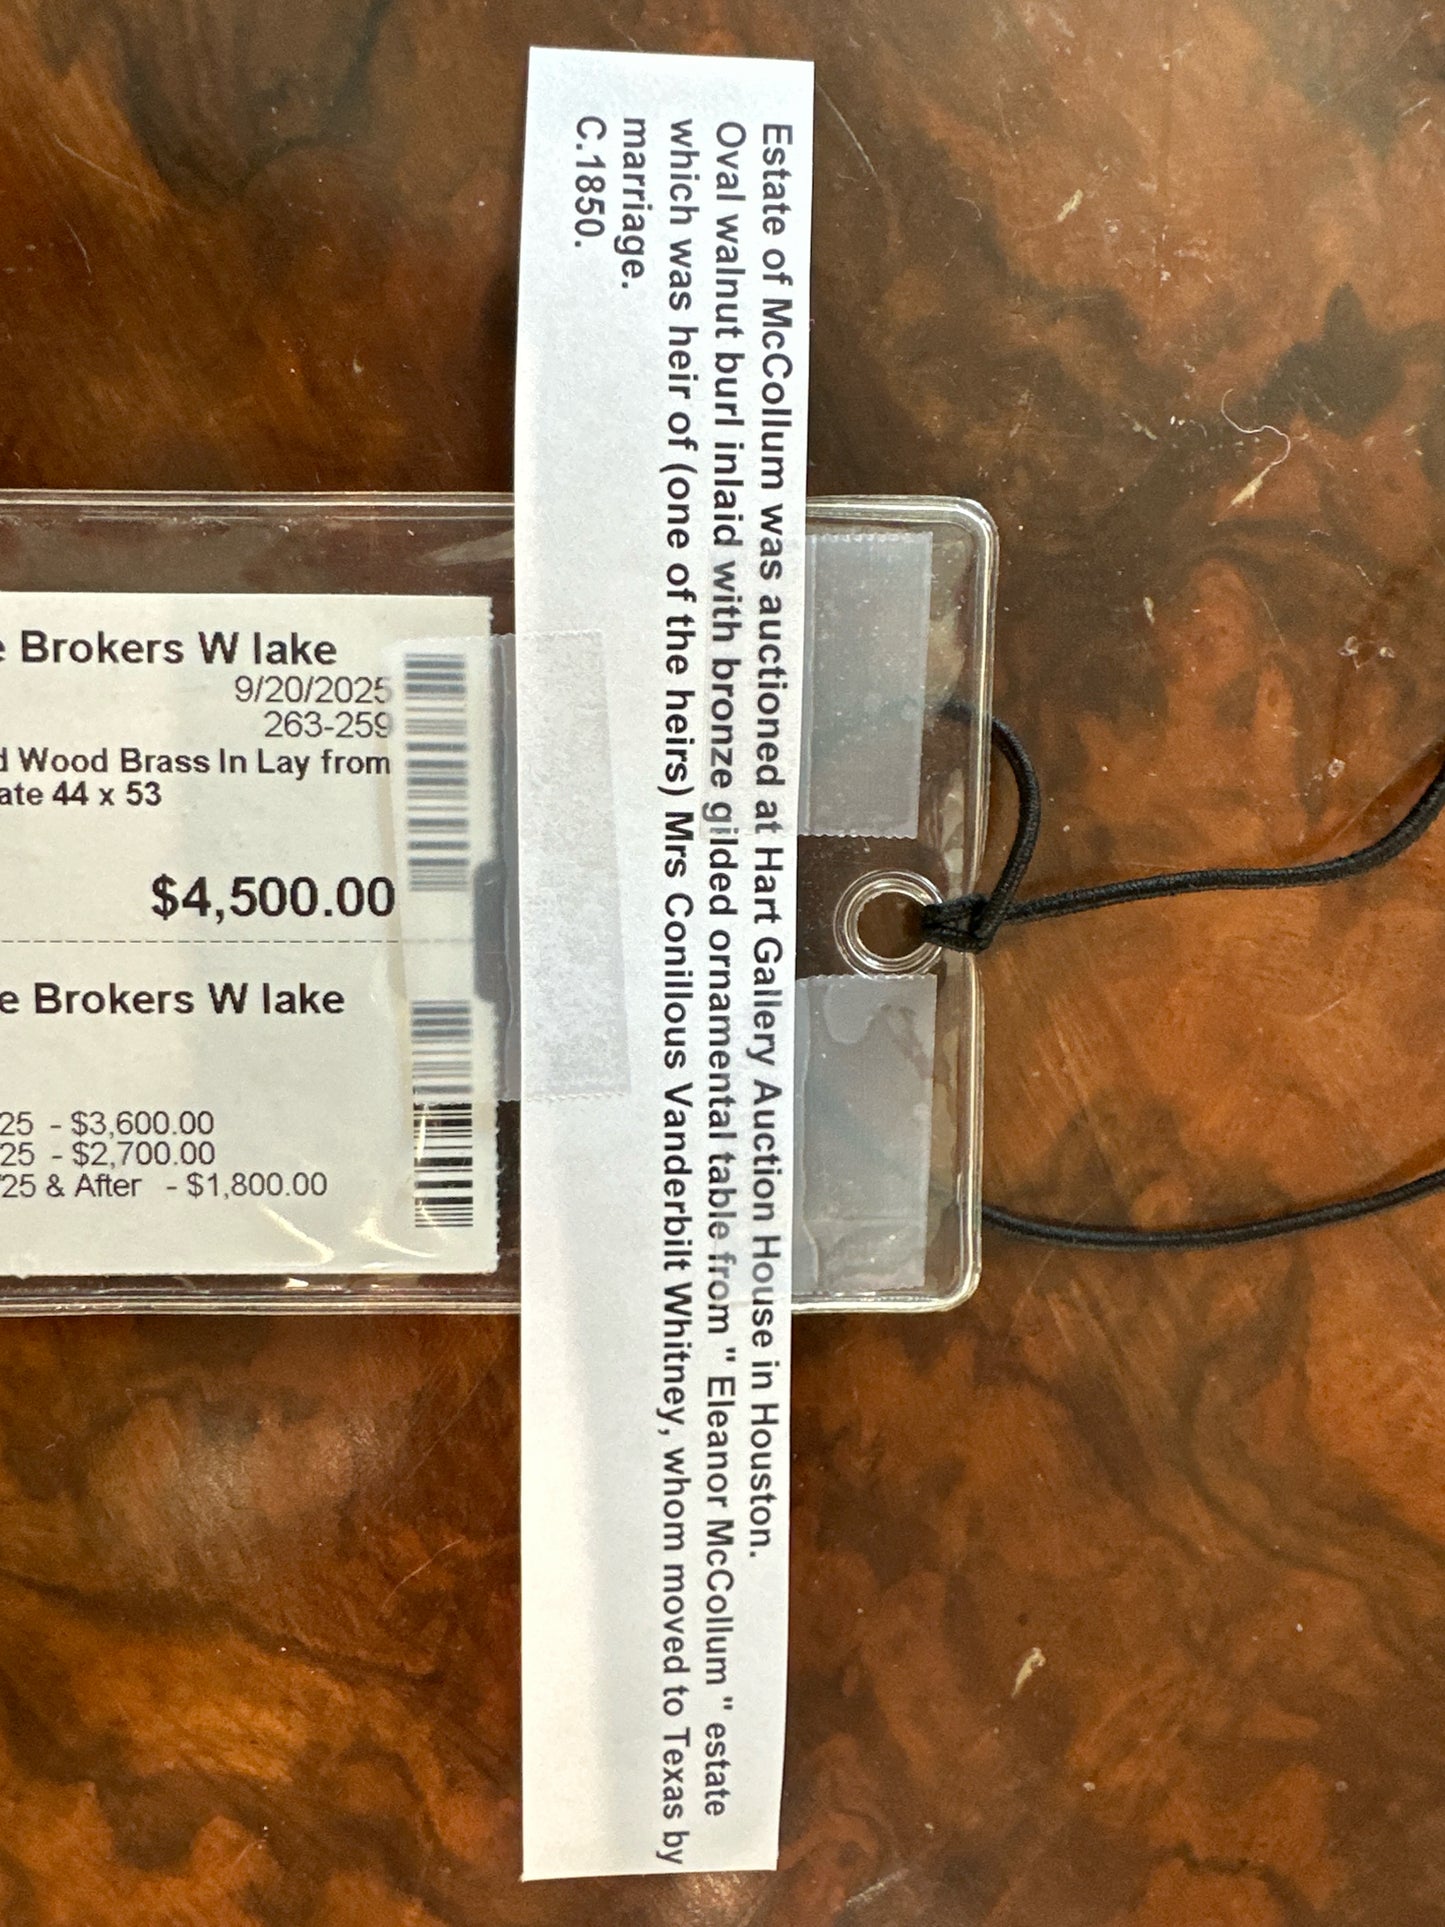 Estate of McCollum was auctioned at Hart Gallery Auction House in Houston.
Oval walnut burl inlaid with bronze gilded ornamental table from " Eleanor McCollum " estate
which was heir of (one of the heirs) Mrs Conillous Vanderbilt Whitney, whom moved to Texas by
marriage.
C.1850.
Brokers W lake
9/20/2025
263-259
Wood Brass In Lay from
ate 44 x 53
$4,500.00
e Brokers W lake
25 - $3,600.00
25 - $2,700.00
25 & After - $1,800.00